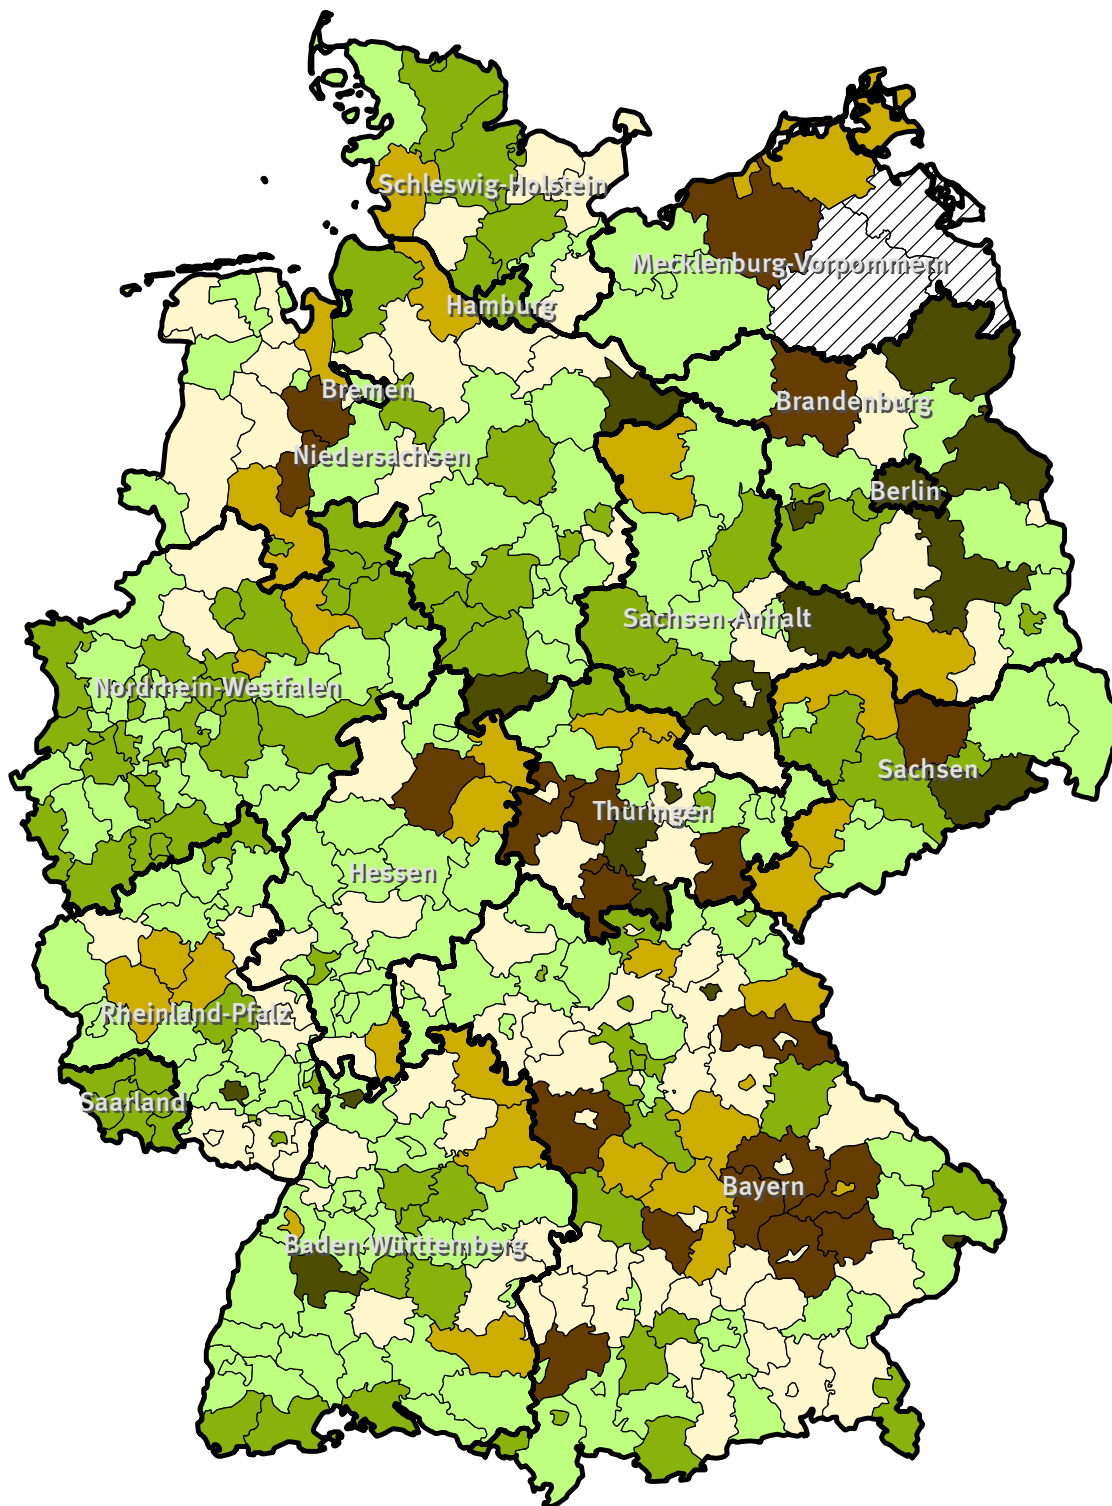 Schleswig-Holstein
Mecklenburg-Vorpommern
Hamburg
Bremen
Brandenburg
Niedersachsen
Berlin
Sachsen-Anhalt
Nordrhein-Westfalen
Sachsen
Thüringen
Hessen
Rheinland-Pfalz
Saarland
Bayern
Baden-Württemberg